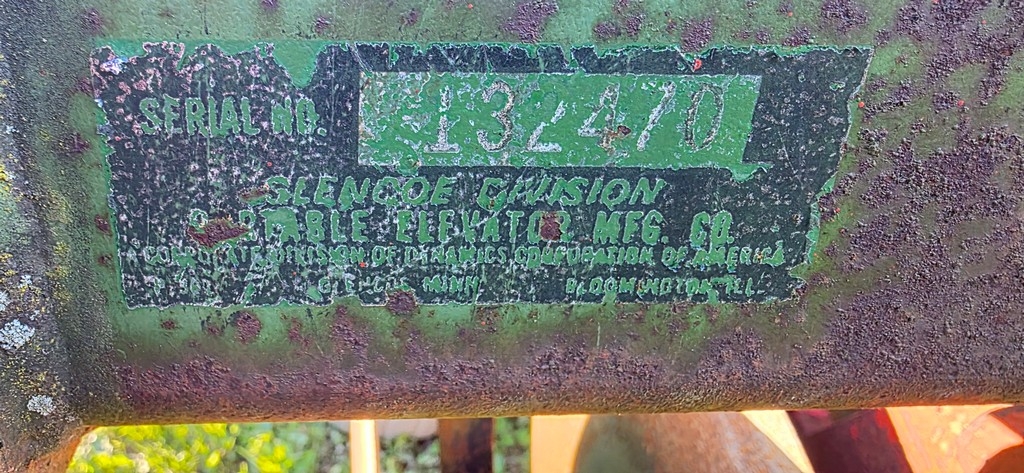 SERIAL NO. 132470
GLENCOE DIVISION
PORTABLE ELEVATOR MFG. CO.
A CORPORATE DIVISION OF DYNAMICS CORPORATION OF AMERICA
GLENCOE MINN. BLOOMINGTON ILL.